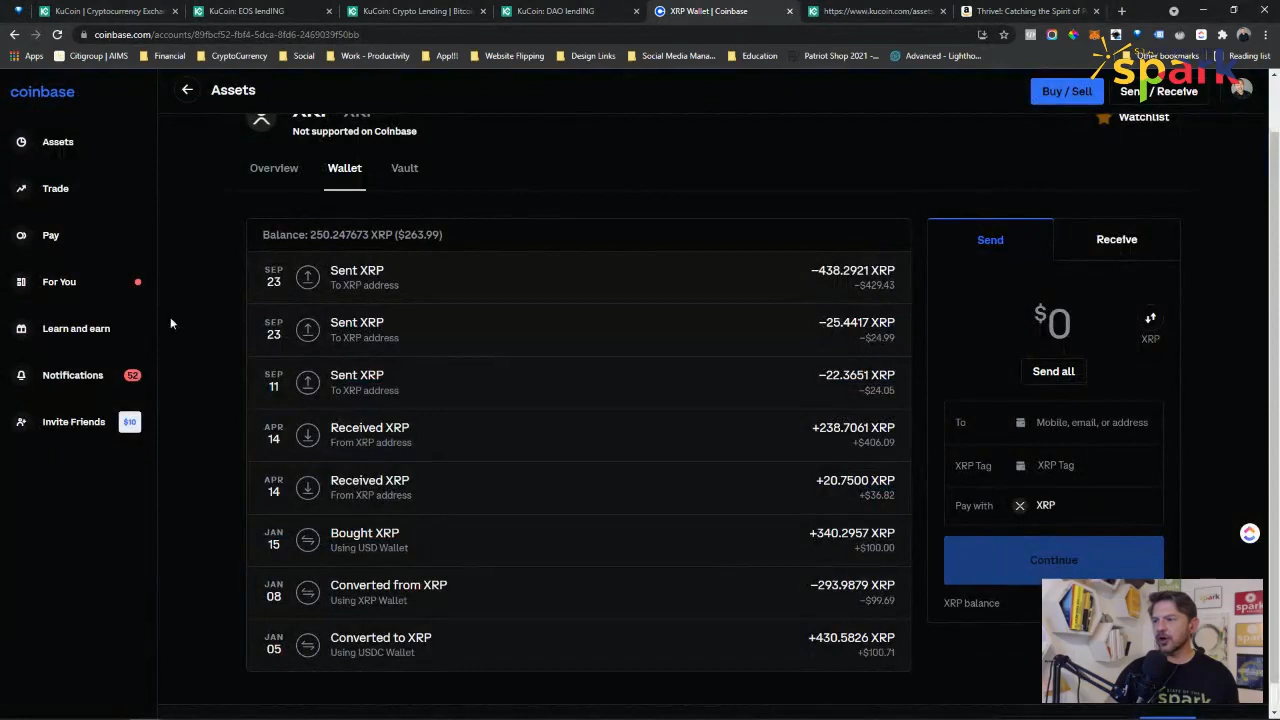 KuCoin | Cryptocurrency Exchan
KuCoin: EOS lENDING
KuCoin: Crypto Lending | Bitcoi
KuCoin: DAO lENDING
XRP Wallet | Coinbase
https://www.kucoin.com/assets
Thrive!: Catching the Spirit of P
coinbase.com/accounts/89fbcf52-fbf4-5dca-8fd6-2469039f50bb
Apps
Citigroup | AIMS
Financial
CryptoCurrency
Social
Work - Productivity
App!!!
Website Flipping
Design Links
Social Media Mana...
Education
Patriot Shop 2021 -...
Advanced - Lightho...
Other bookmarks
Reading list
coinbase
Assets
Buy / Sell
Send / Receive
spark
Assets
Trade
Pay
For You
Learn and earn
Notifications
52
Invite Friends
$10
Not supported on Coinbase
Watchlist
Overview
Wallet
Vault
Balance: 250.247673 XRP ($263.99)
SEP
23
Sent XRP
To XRP address
−438.2921 XRP
−$429.43
SEP
23
Sent XRP
To XRP address
−25.4417 XRP
−$24.99
SEP
11
Sent XRP
To XRP address
−22.3651 XRP
−$24.05
APR
14
Received XRP
From XRP address
+238.7061 XRP
+$406.09
APR
14
Received XRP
From XRP address
+20.7500 XRP
+$36.82
JAN
15
Bought XRP
Using USD Wallet
+340.2957 XRP
+$100.00
JAN
08
Converted from XRP
Using XRP Wallet
−293.9879 XRP
−$99.69
JAN
05
Converted to XRP
Using USDC Wallet
+430.5826 XRP
+$100.71
Send
Receive
$0
XRP
Send all
To
Mobile, email, or address
XRP Tag
XRP Tag
Pay with
XRP
Continue
XRP balance
spark
spark
STATE OF THE
spark